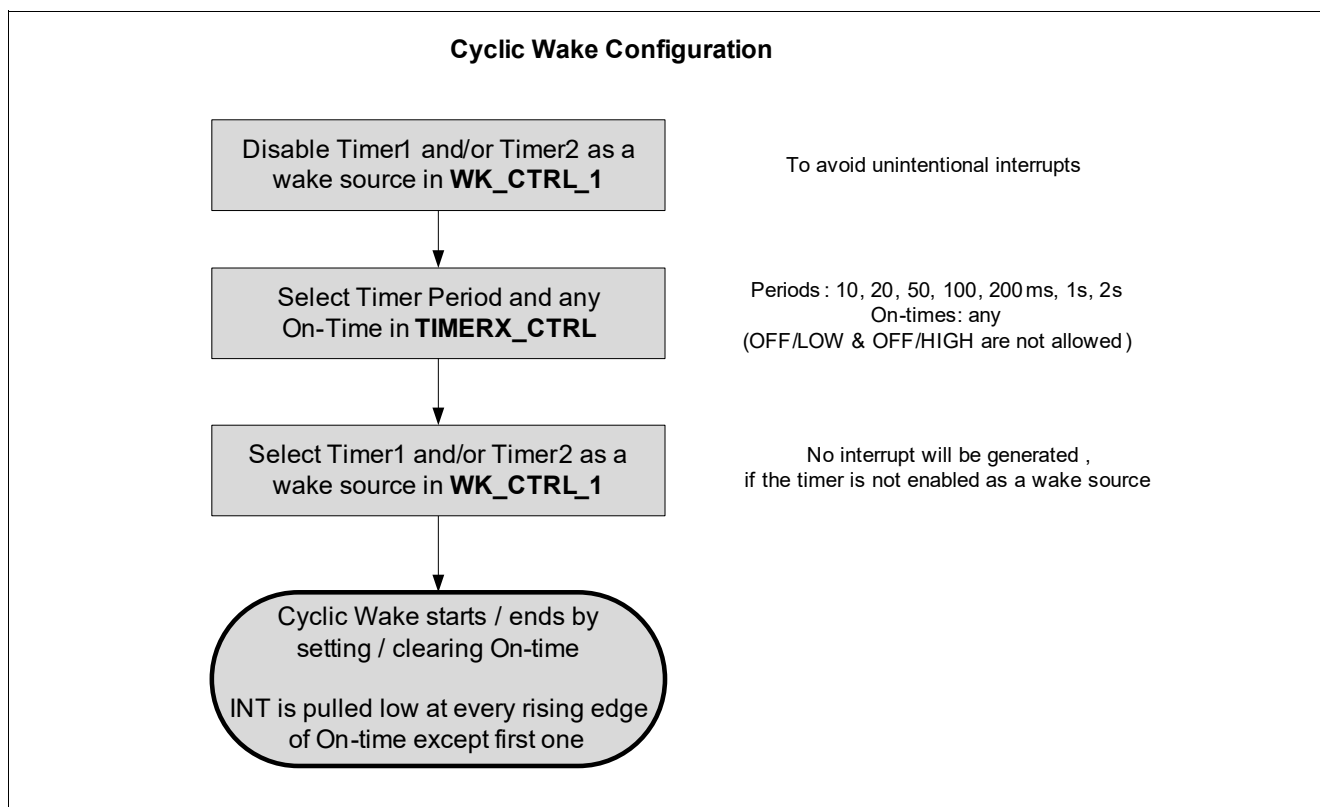 Cyclic Wake Configuration
Disable Timer1 and/or Timer2 as a
wake source in WK_CTRL_1
To avoid unintentional interrupts
Select Timer Period and any
On-Time in TIMERX_CTRL
Periods : 10, 20, 50, 100, 200ms, 1s, 2s
On-times: any
(OFF/LOW & OFF/HIGH are not allowed )
Select Timer1 and/or Timer2 as a
wake source in WK_CTRL_1
No interrupt will be generated ,
if the timer is not enabled as a wake source
Cyclic Wake starts / ends by
setting / clearing On-time
INT is pulled low at every rising edge
of On-time except first one